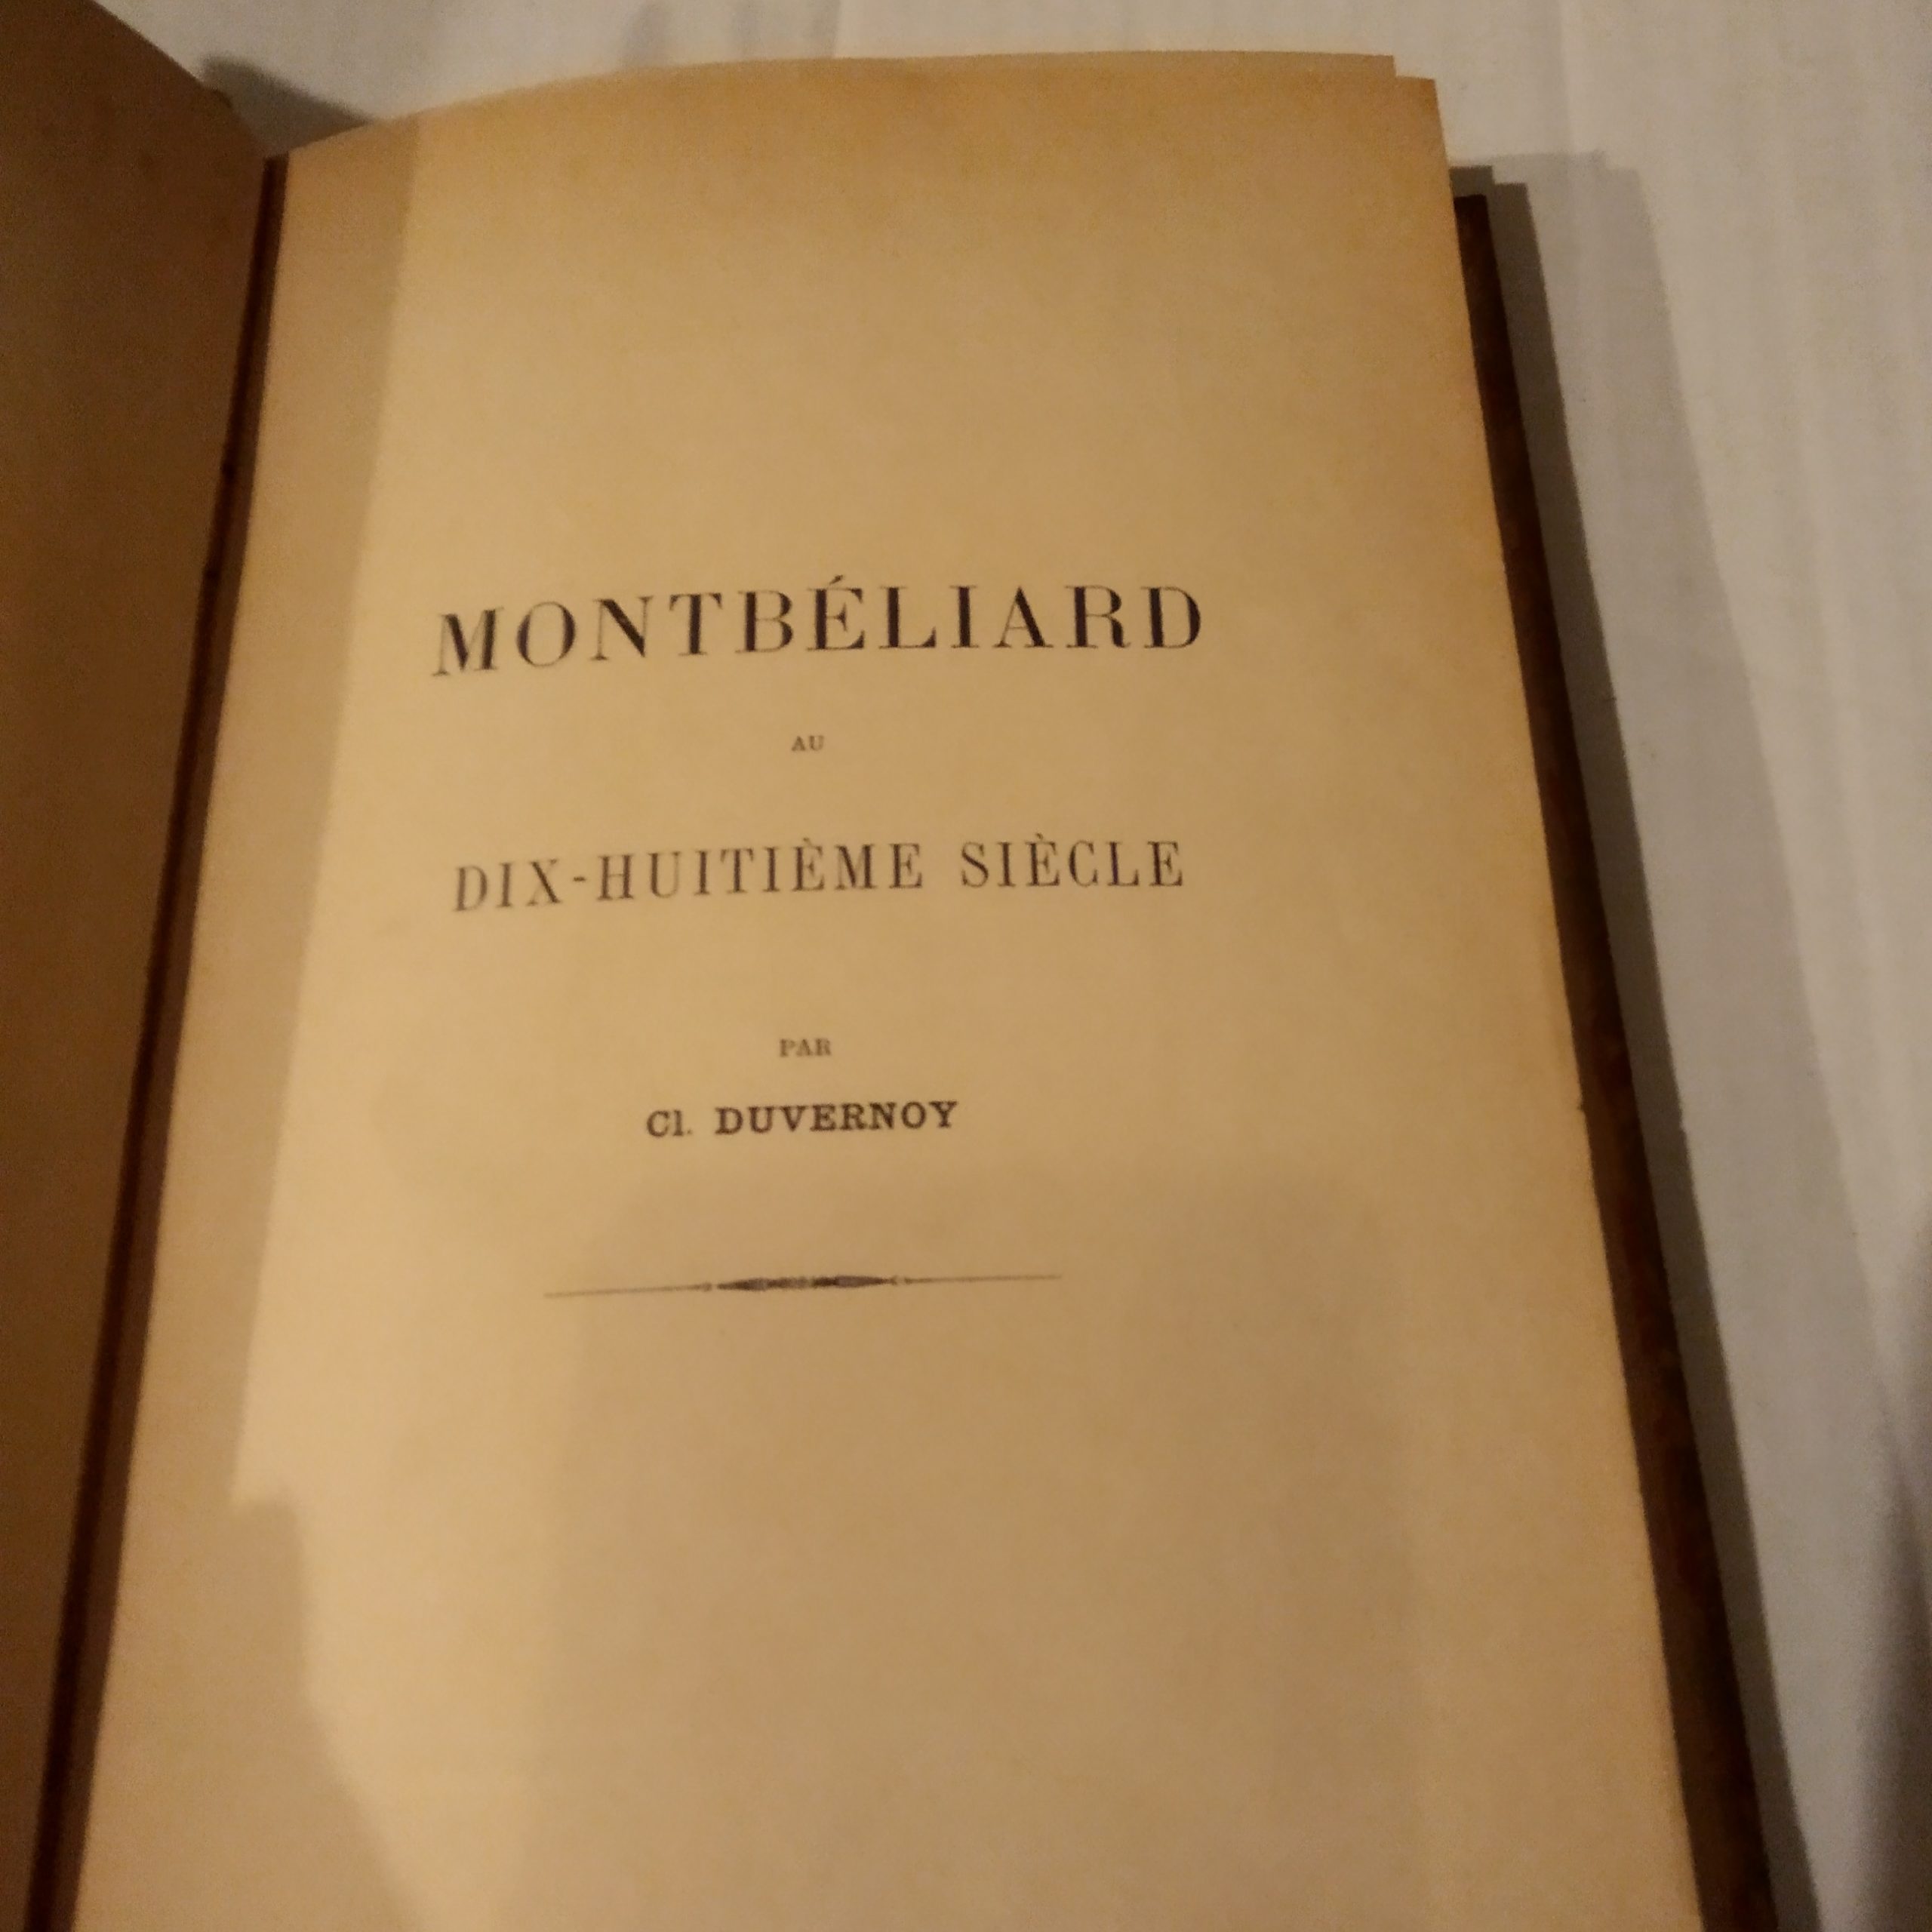 MONTBÉLIARD
AU
DIX-HUITIÈME SIÈCLE
PAR
Cl. DUVERNOY